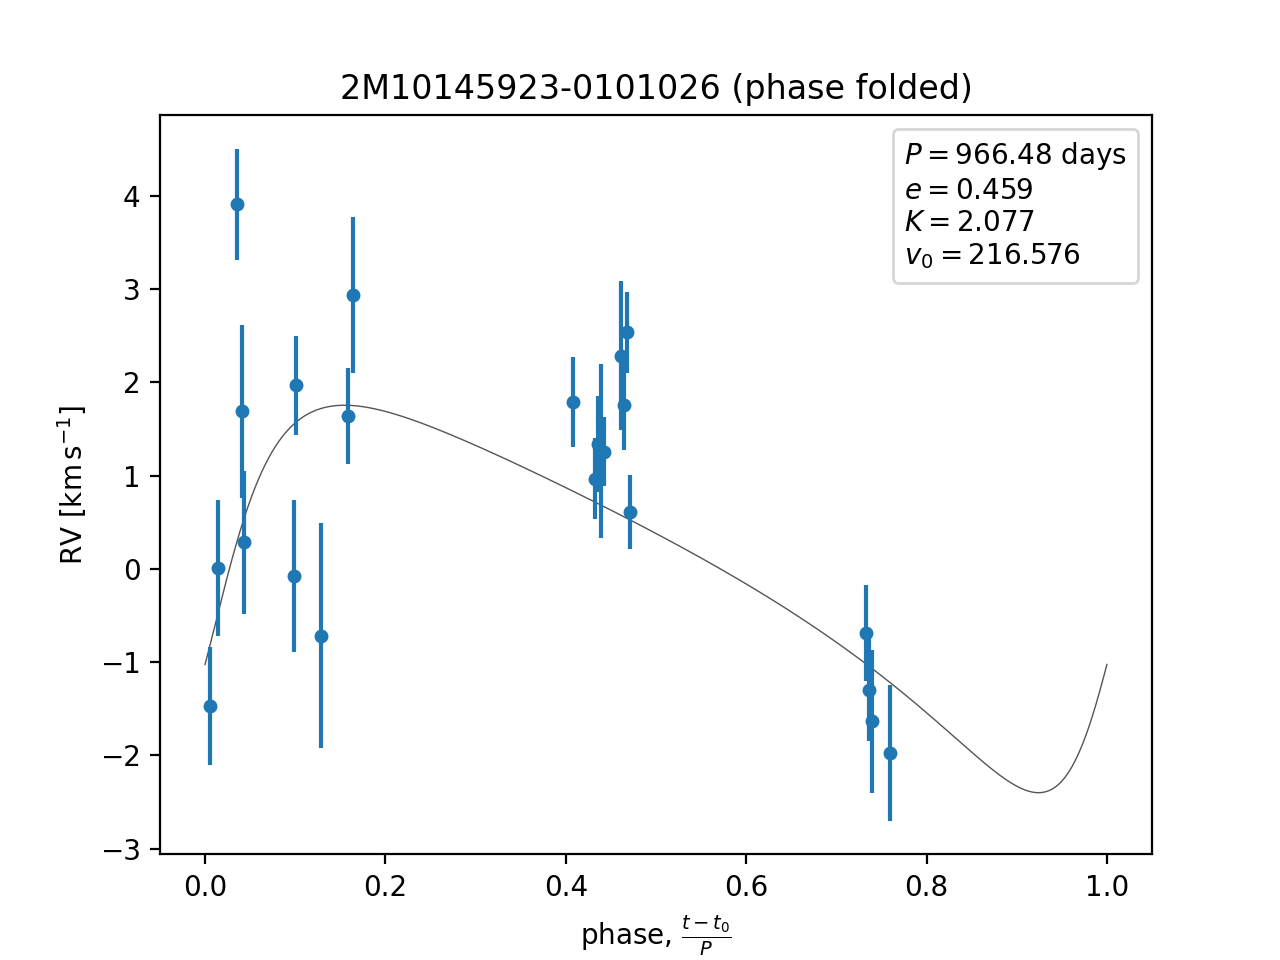 2M10145923-0101026 (phase folded)
P = 966.48 days
e = 0.459
K = 2.077
v₀ = 216.576
4
3
2
1
0
−1
−2
−3
RV [km s⁻¹]
0.0 0.2 0.4 0.6 0.8 1.0
phase, (t − t₀)/P